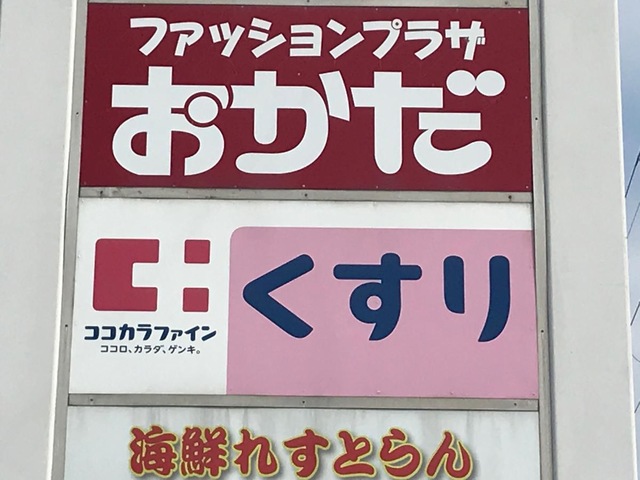 ファッションプラザ
おかだ
くすり
ココカラファイン
ココロ、カラダ、ゲンキ。
海鮮れすとらん